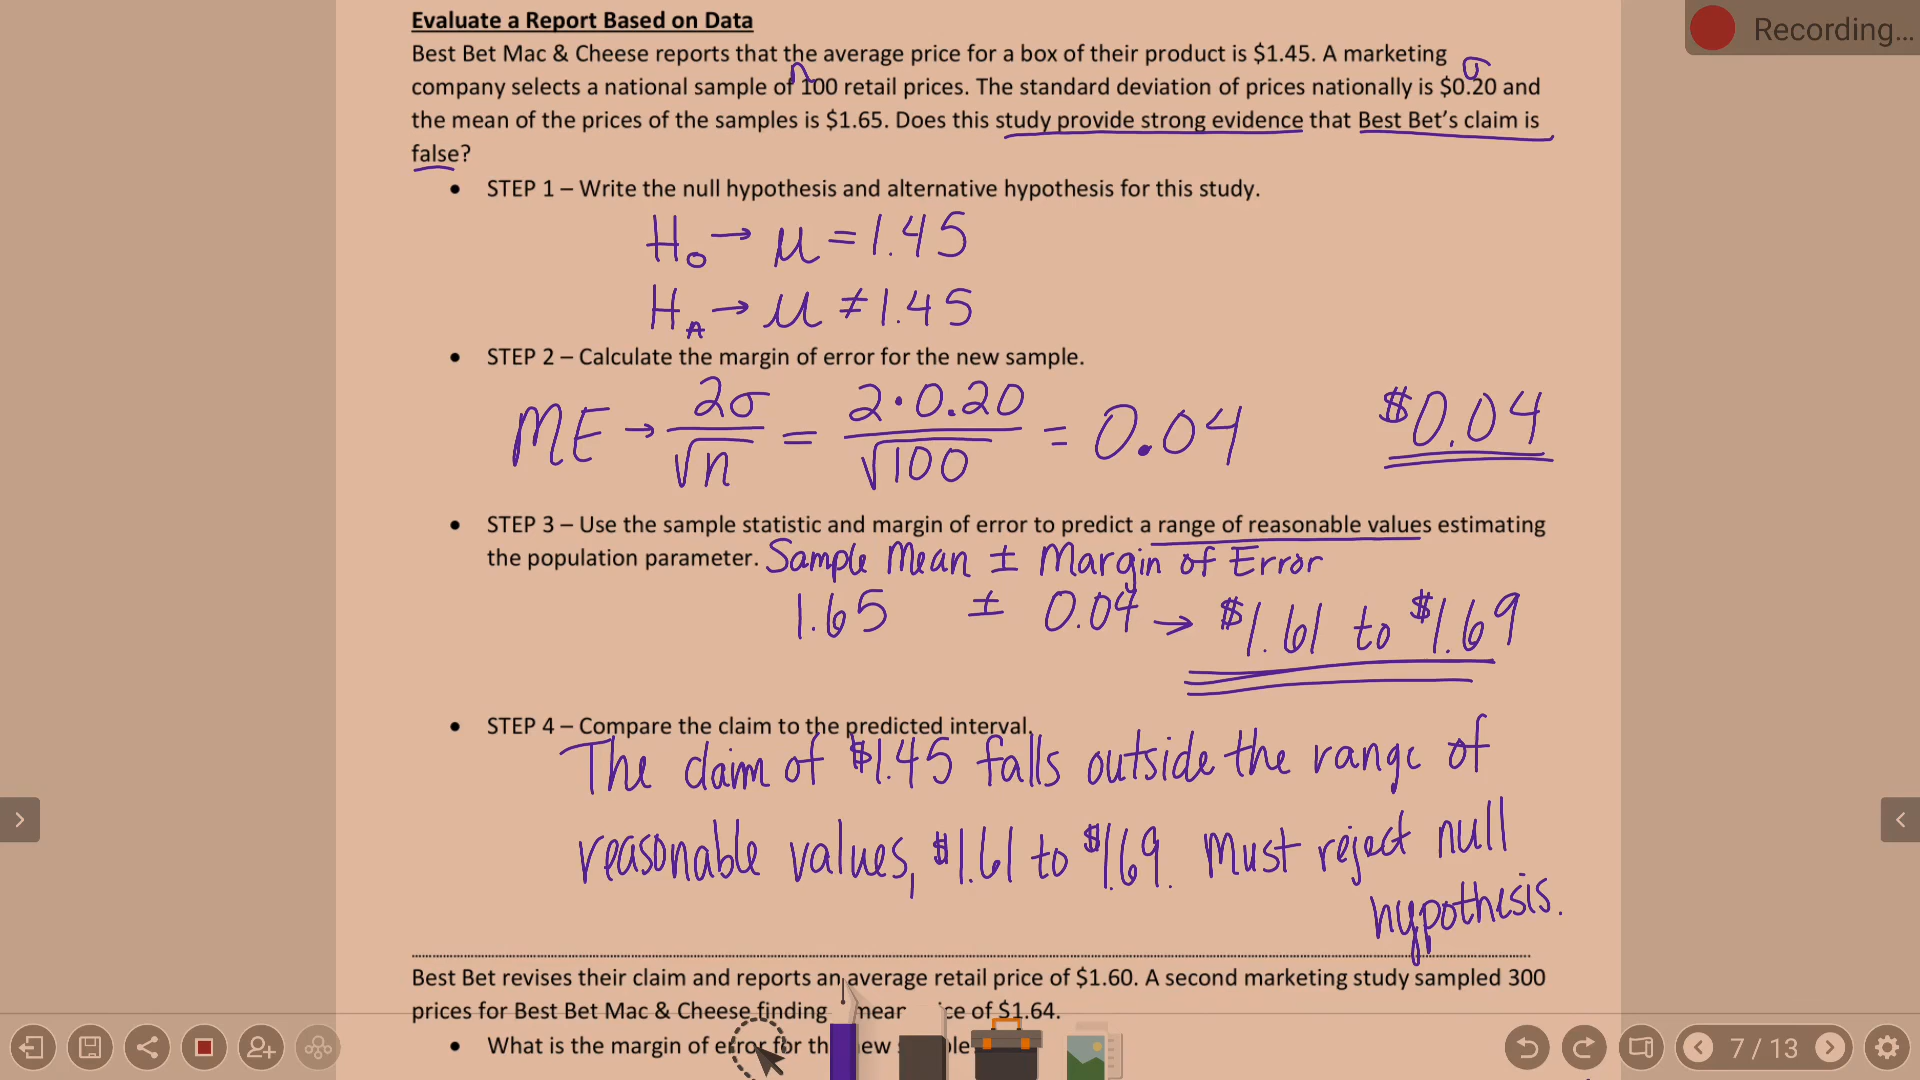 Recording...
Evaluate a Report Based on Data
Best Bet Mac & Cheese reports that the average price for a box of their product is $1.45. A marketing
n σ
company selects a national sample of 100 retail prices. The standard deviation of prices nationally is $0.20 and
the mean of the prices of the samples is $1.65. Does this study provide strong evidence that Best Bet's claim is
false?
• STEP 1 – Write the null hypothesis and alternative hypothesis for this study.
H₀ → μ = 1.45
H_A → μ ≠ 1.45
• STEP 2 – Calculate the margin of error for the new sample.
ME → 2σ/√n = 2·0.20/√100 = 0.04 $0.04
• STEP 3 – Use the sample statistic and margin of error to predict a range of reasonable values estimating
the population parameter. Sample Mean ± Margin of Error
1.65 ± 0.04 → $1.61 to $1.69
• STEP 4 – Compare the claim to the predicted interval.
The claim of $1.45 falls outside the range of
reasonable values, $1.61 to $1.69. Must reject null
hypothesis.
Best Bet revises their claim and reports an average retail price of $1.60. A second marketing study sampled 300
prices for Best Bet Mac & Cheese finding mean ce of $1.64.
• What is the margin of error for th ew le
7 / 13